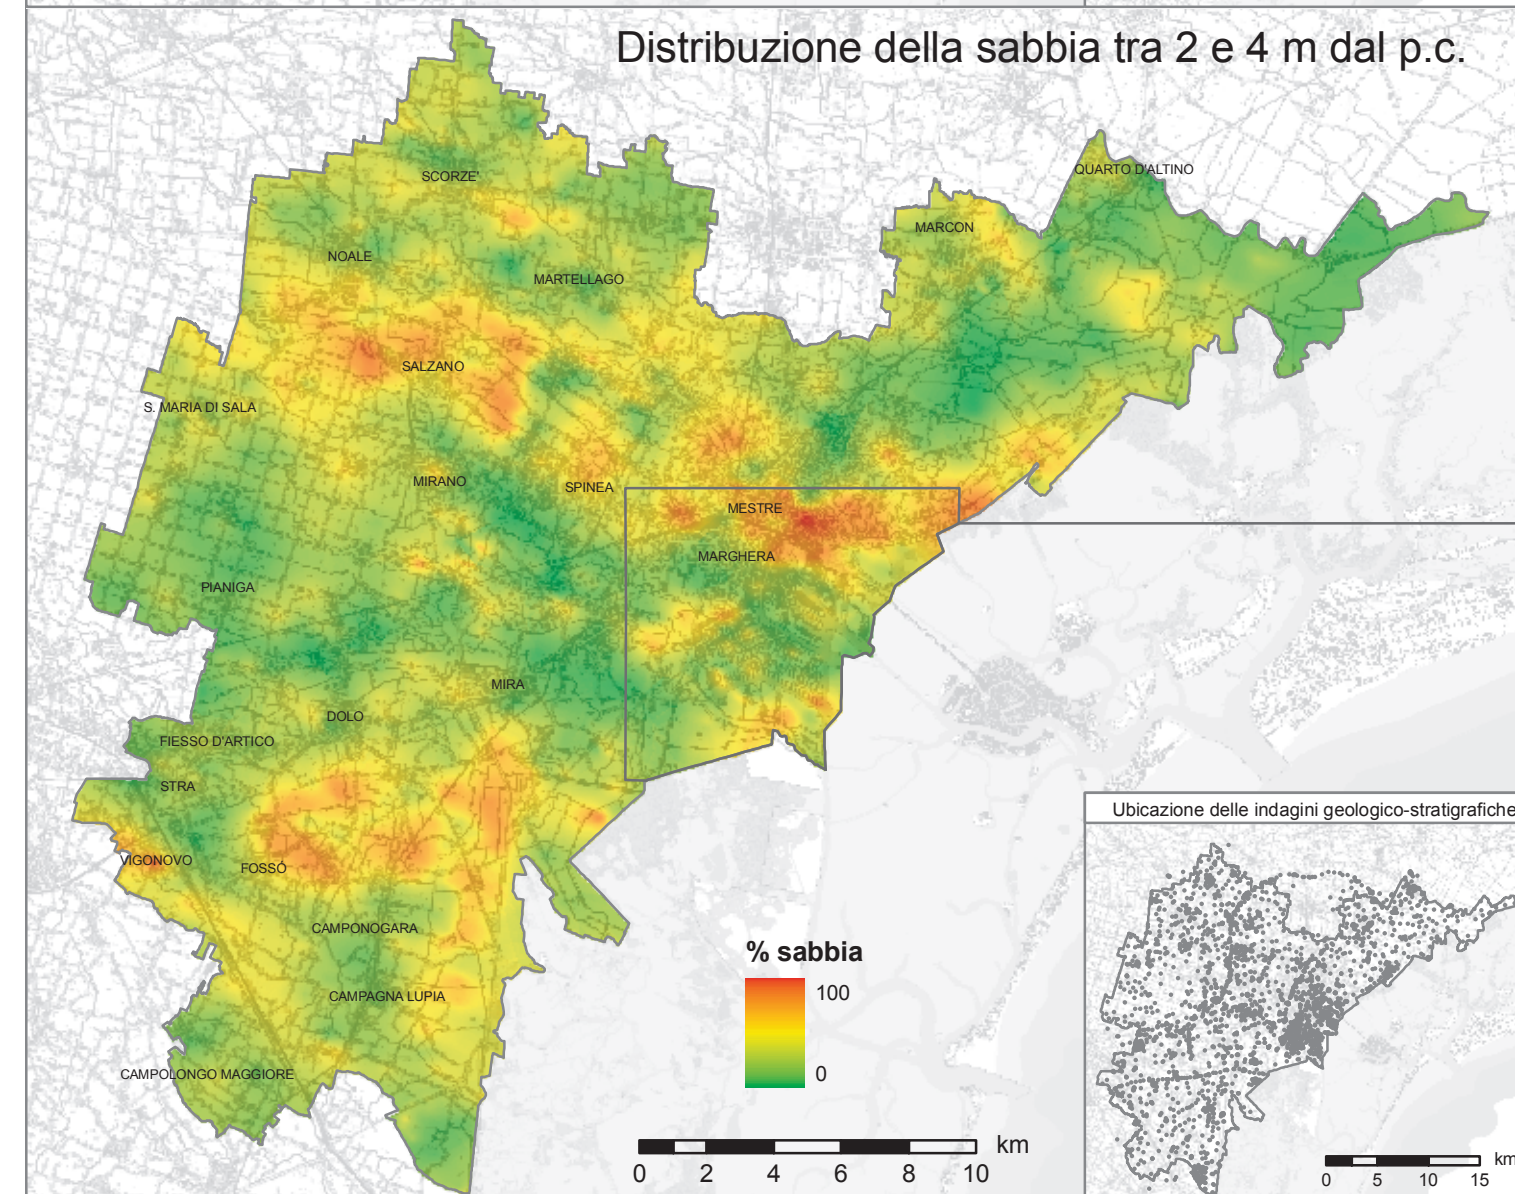 Distribuzione della sabbia tra 2 e 4 m dal p.c.
QUARTO D'ALTINO
SCORZE'
MARCON
NOALE
MARTELLAGO
SALZANO
S. MARIA DI SALA
MIRANO
SPINEA
MESTRE
MARGHERA
PIANIGA
MIRA
DOLO
FIESSO D'ARTICO
STRA
VIGONOVO
FOSSÓ
CAMPONOGARA
CAMPAGNA LUPIA
CAMPOLONGO MAGGIORE
% sabbia
100
0
km
0 2 4 6 8 10
Ubicazione delle indagini geologico-stratigrafiche
km
0 5 10 15